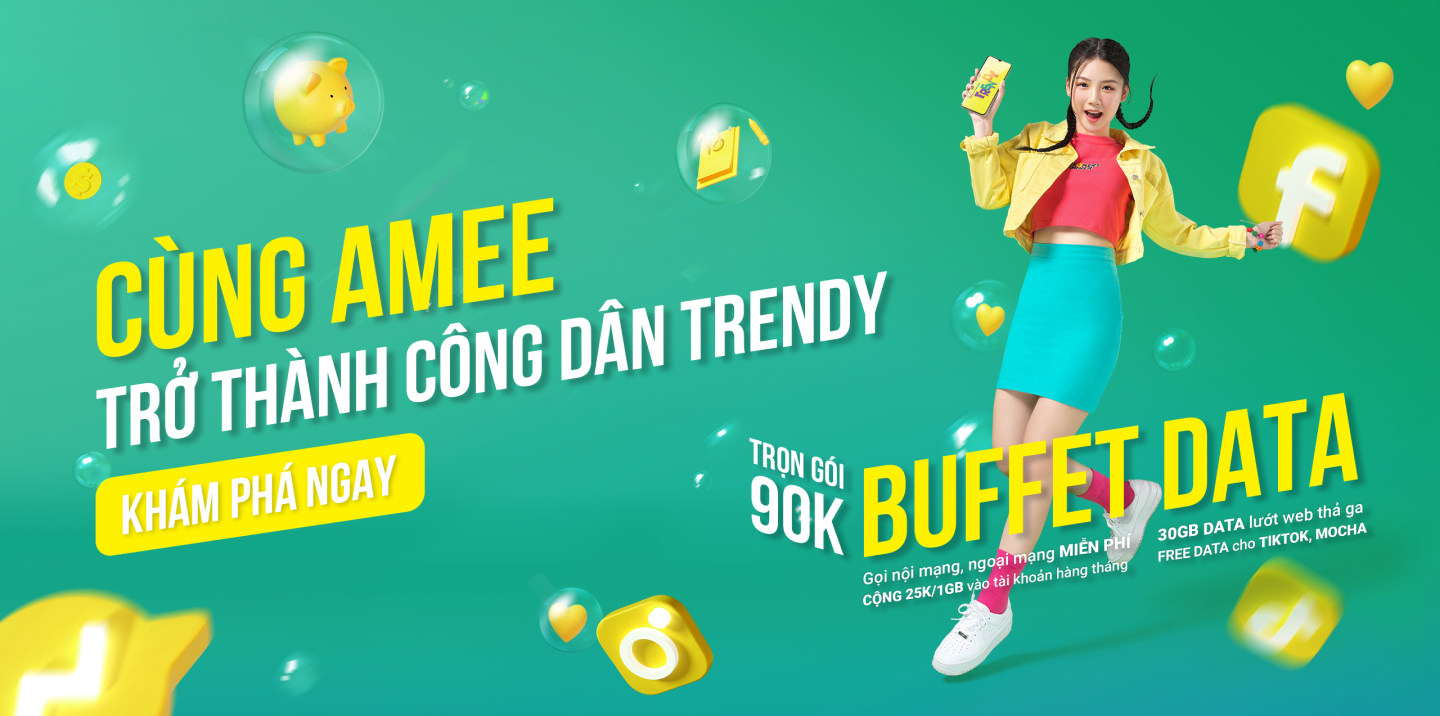 CÙNG AMEE
TRỞ THÀNH CÔNG DÂN TRENDY
KHÁM PHÁ NGAY
TRỌN GÓI
90K
BUFFET DATA
Gọi nội mạng, ngoại mạng MIỄN PHÍ
CỘNG 25K/1GB vào tài khoản hàng tháng
30GB DATA lướt web thả ga
FREE DATA cho TIKTOK, MOCHA